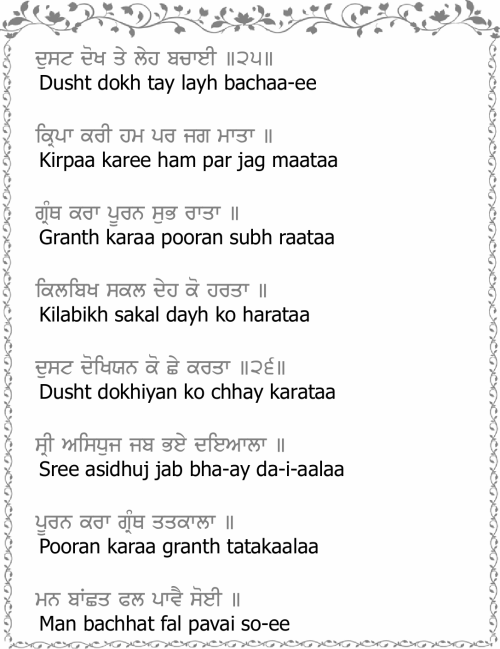 ਦੁਸਟ ਦੋਖ ਤੇ ਲੇਹ ਬਚਾਈ ॥੨੫॥
Dusht dokh tay layh bachaa-ee
ਕ੍ਰਿਪਾ ਕਰੀ ਹਮ ਪਰ ਜਗ ਮਾਤਾ ॥
Kirpaa karee ham par jag maataa
ਗ੍ਰੰਥ ਕਰਾ ਪੂਰਨ ਸੁਭ ਰਾਤਾ ॥
Granth karaa pooran subh raataa
ਕਿਲਬਿਖ ਸਕਲ ਦੇਹ ਕੋ ਹਰਤਾ ॥
Kilabikh sakal dayh ko harataa
ਦੁਸਟ ਦੋਖਿਯਨ ਕੋ ਛੇ ਕਰਤਾ ॥੨੬॥
Dusht dokhiyan ko chhay karataa
ਸ੍ਰੀ ਅਸਿਧੁਜ ਜਬ ਭਏ ਦਇਆਲਾ ॥
Sree asidhuj jab bha-ay da-i-aalaa
ਪੂਰਨ ਕਰਾ ਗ੍ਰੰਥ ਤਤਕਾਲਾ ॥
Pooran karaa granth tatakaalaa
ਮਨ ਬਾਂਛਤ ਫਲ ਪਾਵੈ ਸੋਈ ॥
Man bachhat fal pavai so-ee